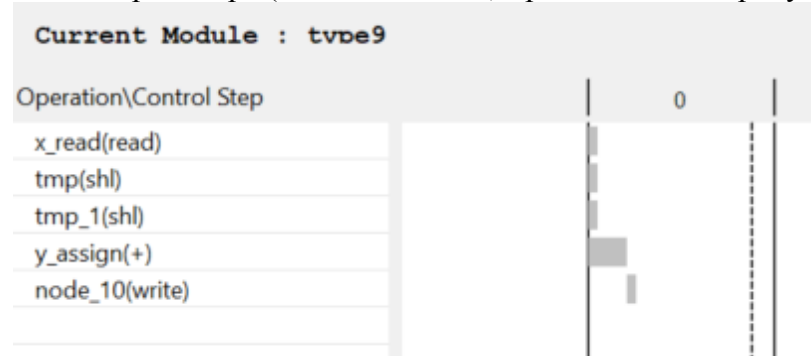 Current Module : type9
Operation\Control Step 0
x_read(read)
tmp(shl)
tmp_1(shl)
y_assign(+)
node_10(write)